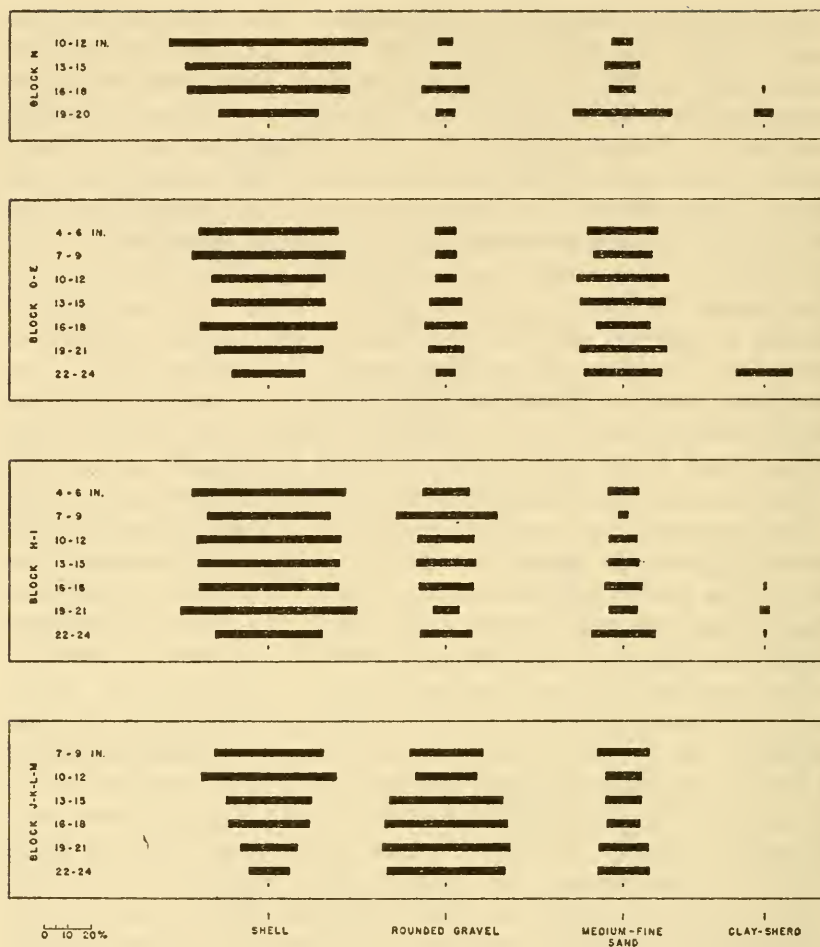 BLOCK N
10-12 IN.
13-15
16-18
19-20
BLOCK D-E
4-6 IN.
7-9
10-12
13-15
16-18
19-21
22-24
BLOCK H-I
4-6 IN.
7-9
10-12
13-15
16-18
19-21
22-24
BLOCK J-K-L-M
7-9 IN.
10-12
13-15
16-18
19-21
22-24
0 10 20%
SHELL
ROUNDED GRAVEL
MEDIUM-FINE
SAND
CLAY-SHERD